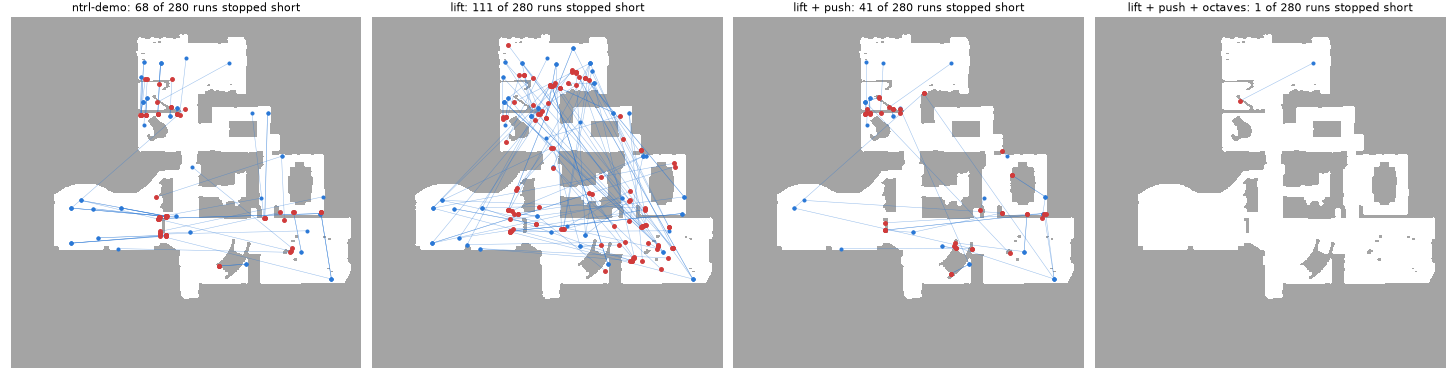 ntrl-demo: 68 of 280 runs stopped short
lift: 111 of 280 runs stopped short
lift + push: 41 of 280 runs stopped short
lift + push + octaves: 1 of 280 runs stopped short